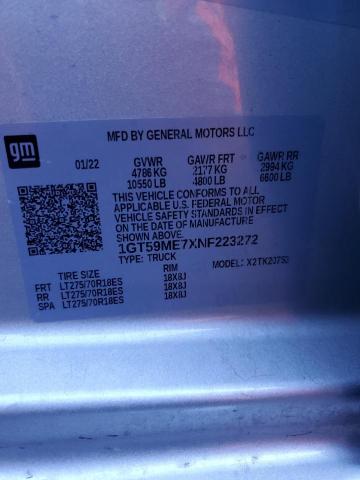 MFD BY GENERAL MOTORS LLC
gm
01/22 GVWR GAWR FRT GAWR RR
4786 KG 2177 KG 2994 KG
10550 LB 4800 LB 6600 LB
THIS VEHICLE CONFORMS TO ALL
APPLICABLE U.S. FEDERAL MOTOR
VEHICLE SAFETY STANDARDS IN EFFECT
ON THE DATE OF MANUFACTURE
SHOWN ABOVE.
1GT59ME7XNF223272
TYPE: TRUCK MODEL:
TIRE SIZE RIM
FRT LT275/70R18ES 18X8J
RR LT275/70R18ES 18X8J
SPA LT275/70R18ES 18X8J